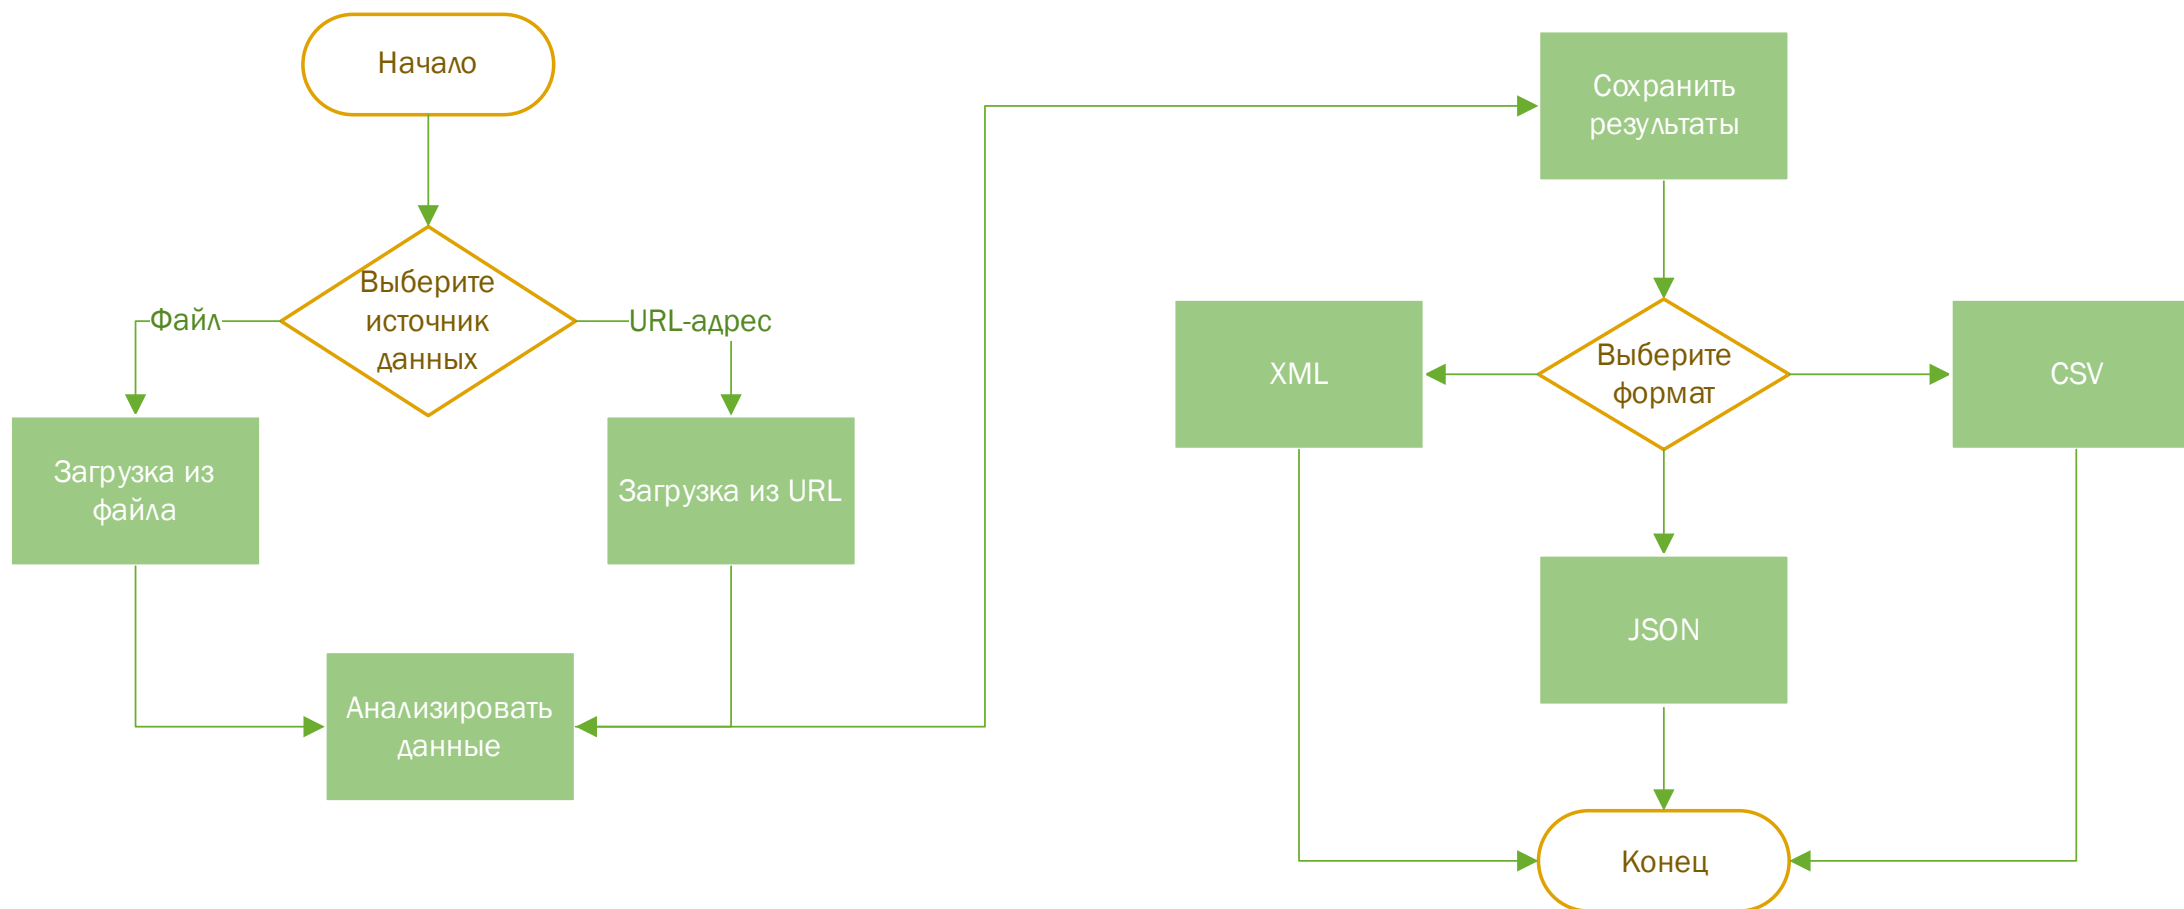 Начало
Выберите
источник
данных
Файл
URL-адрес
Загрузка из
файла
Загрузка из URL
Анализировать
данные
Сохранить
результаты
Выберите
формат
XML
CSV
JSON
Конец